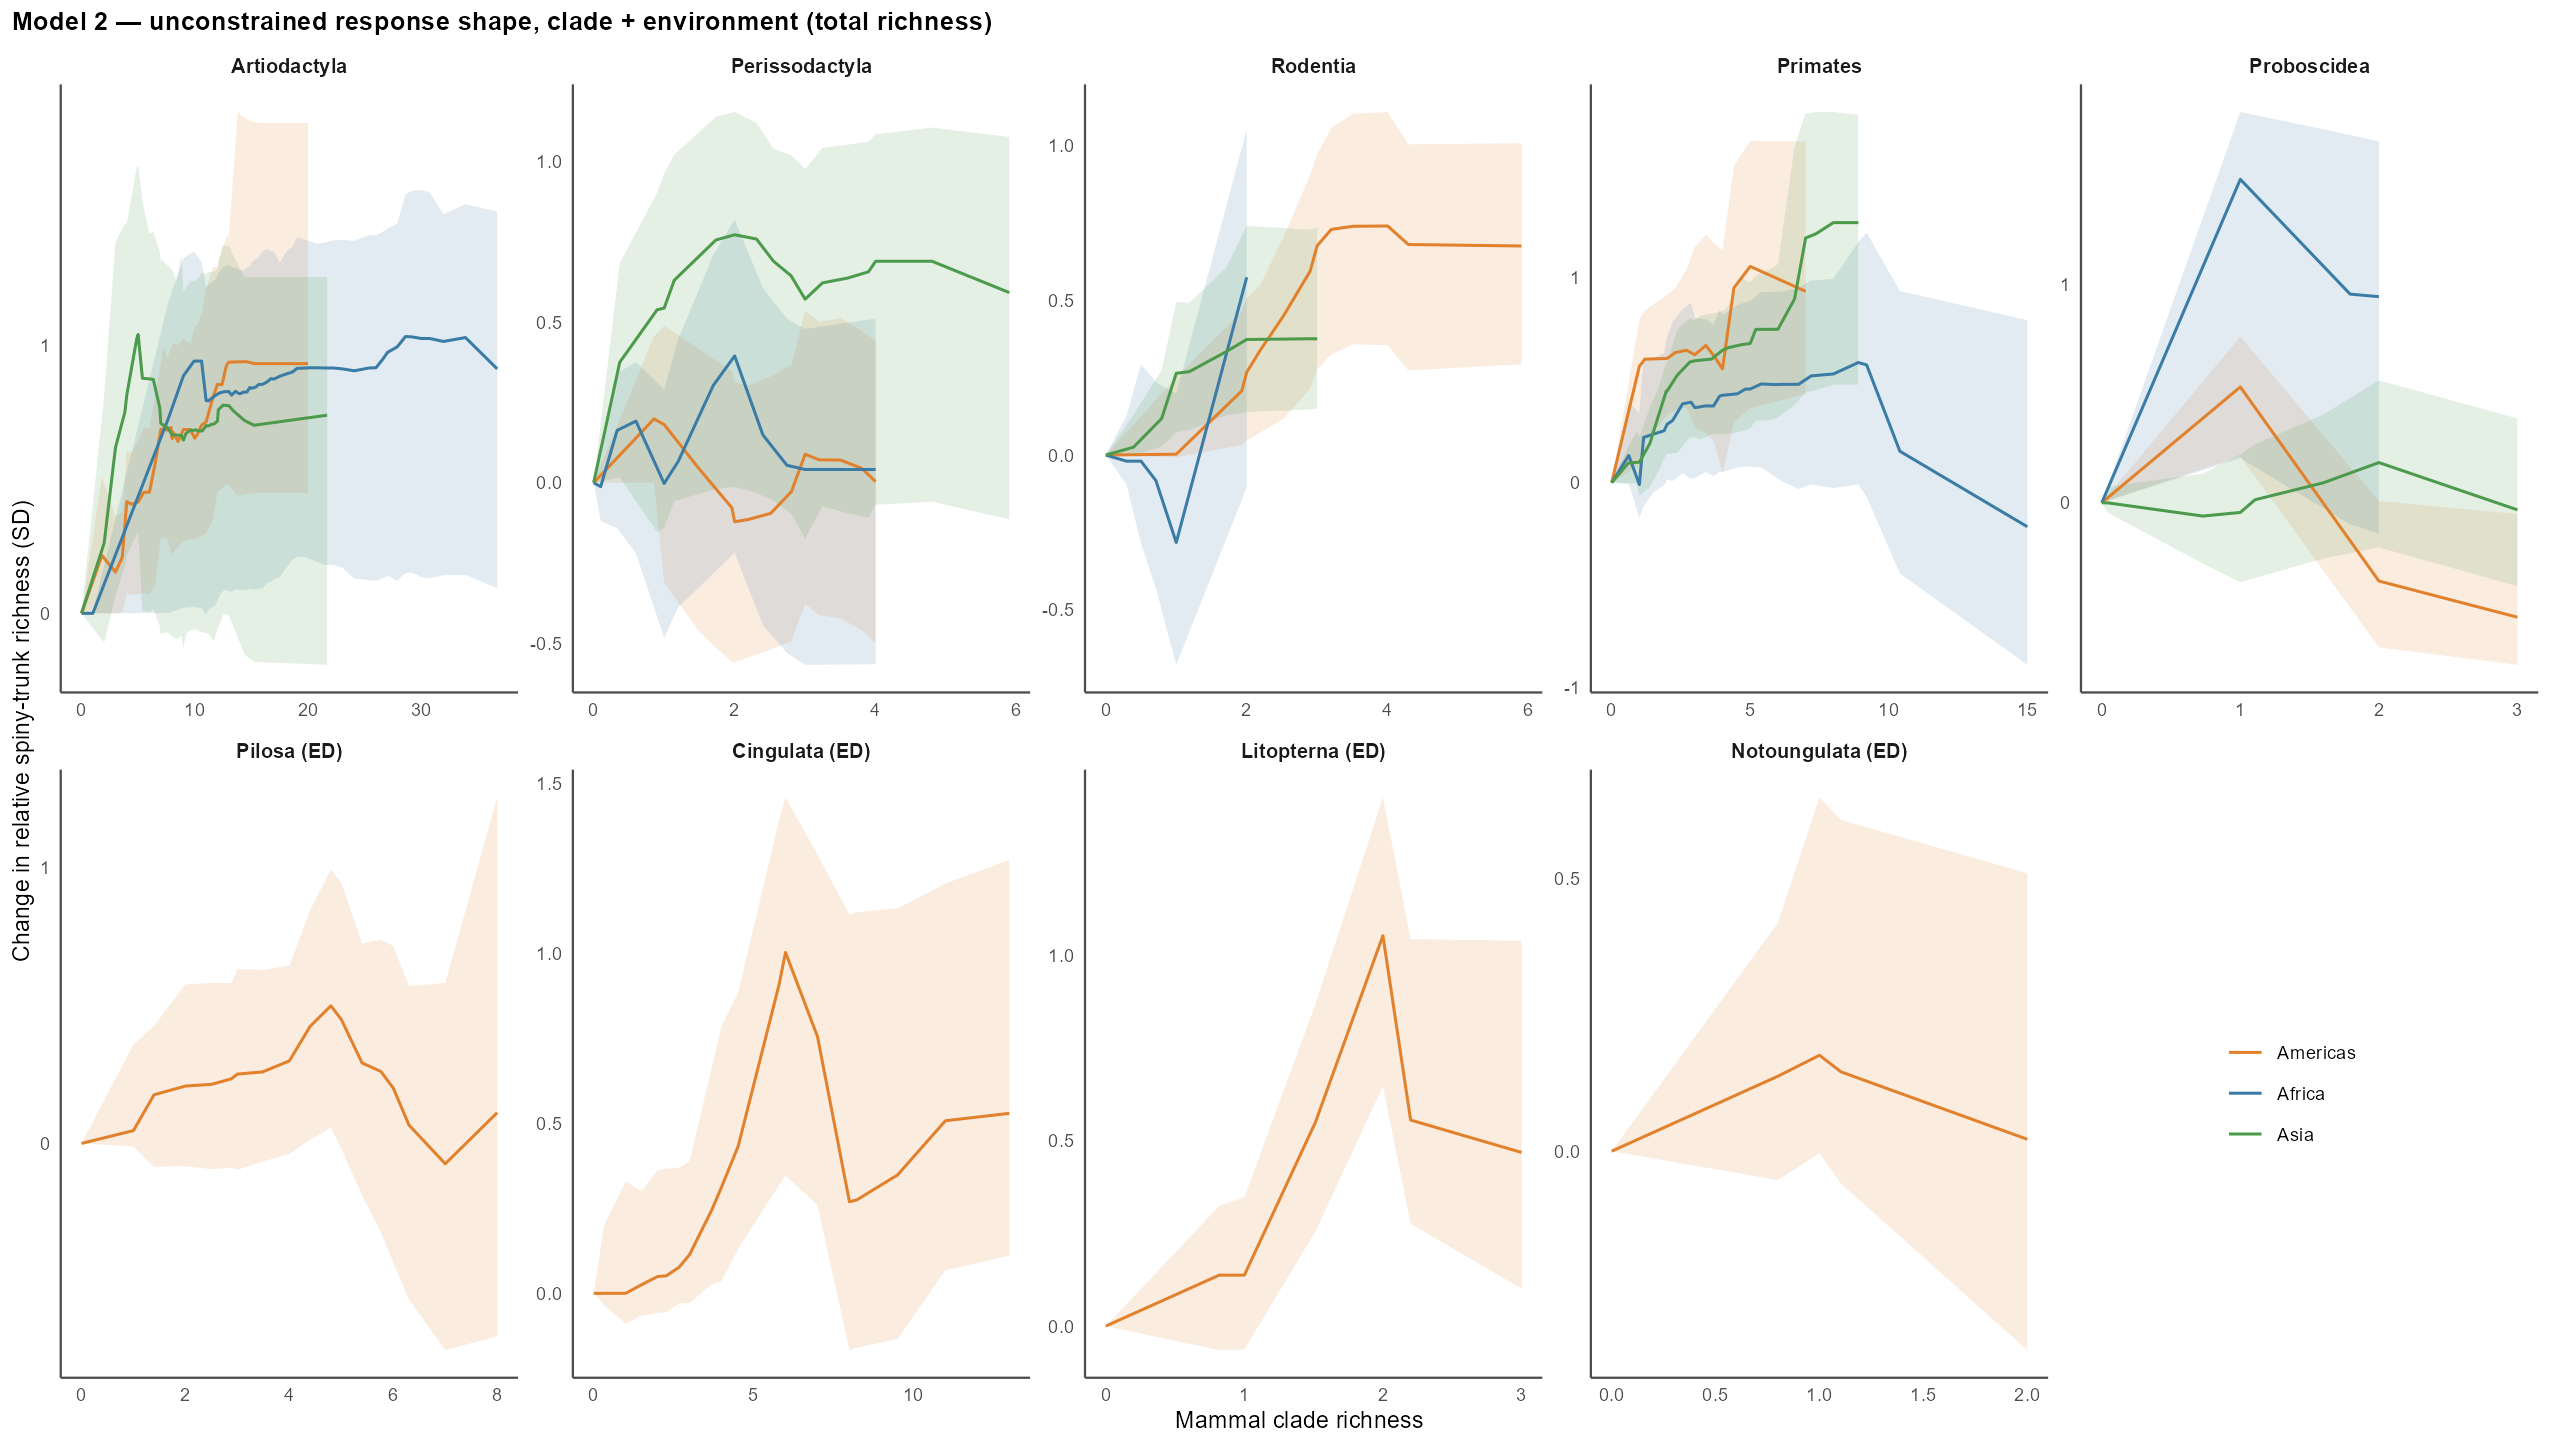 Model 2 — unconstrained response shape, clade + environment (total richness)
Artiodactyla
Perissodactyla
Rodentia
Primates
Proboscidea
1
0
0 10 20 30
1.0
0.5
0.0
-0.5
0 2 4 6
1.0
0.5
0.0
-0.5
0 2 4 6
1
0
-1
0 5 10 15
1
0
0 1 2 3
Change in relative spiny-trunk richness (SD)
Pilosa (ED)
Cingulata (ED)
Litopterna (ED)
Notoungulata (ED)
1
0
0 2 4 6 8
1.5
1.0
0.5
0.0
0 5 10
1.0
0.5
0.0
0 1 2 3
0.5
0.0
0.0 0.5 1.0 1.5 2.0
Americas
Africa
Asia
Mammal clade richness